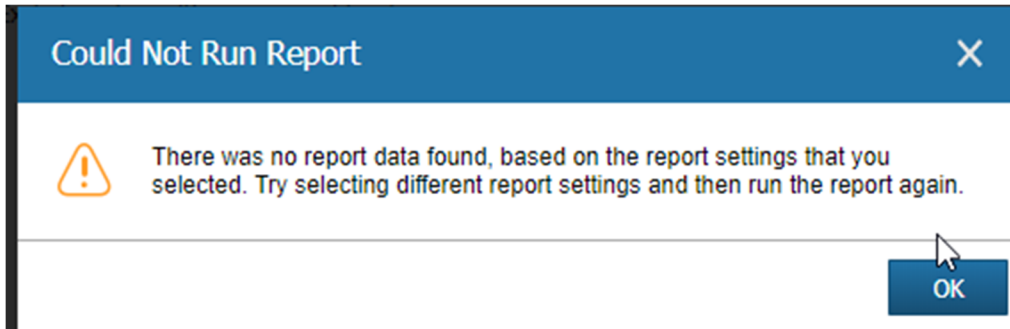 Could Not Run Report
There was no report data found, based on the report settings that you
selected. Try selecting different report settings and then run the report again.
OK